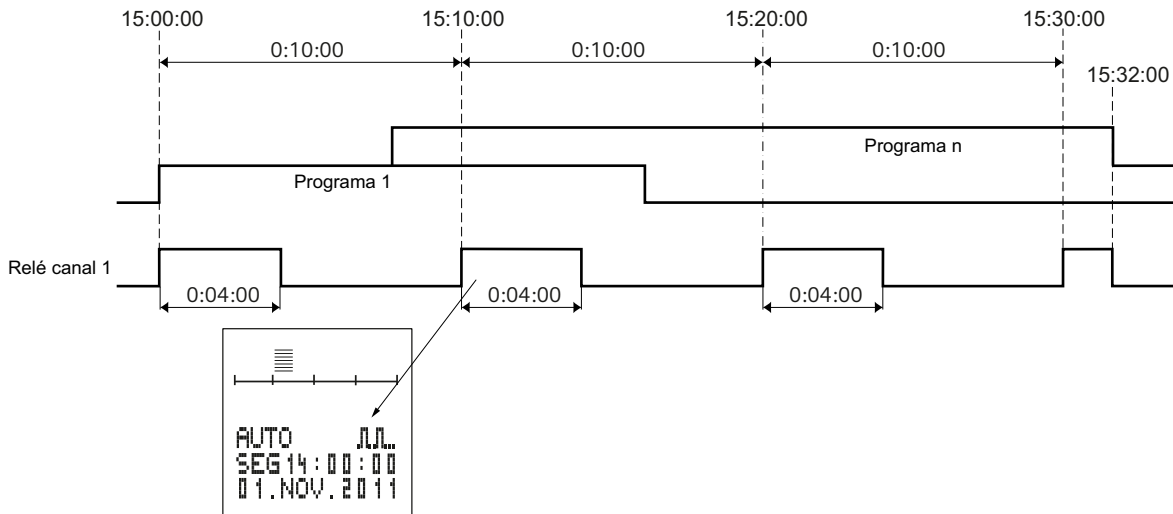 15:00:00 15:10:00 15:20:00 15:30:00
0:10:00 0:10:00 0:10:00
15:32:00
Programa n
Programa 1
Relé canal 1
0:04:00 0:04:00 0:04:00
AUTO
SEG 14:00:00
01.NOV.2011